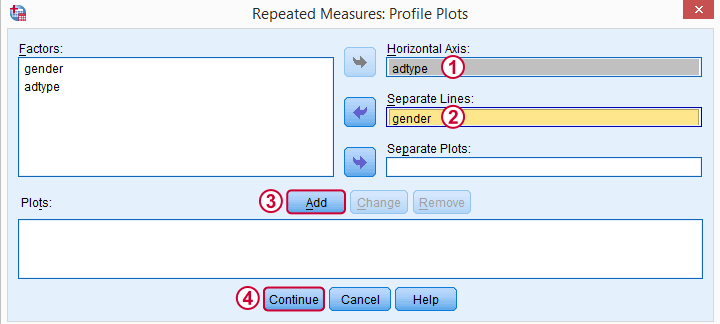 Repeated Measures: Profile Plots
Factors:
gender
adtype
Horizontal Axis:
adtype 1
Separate Lines:
gender 2
Separate Plots:
3 Add Change Remove
Plots:
4 Continue Cancel Help